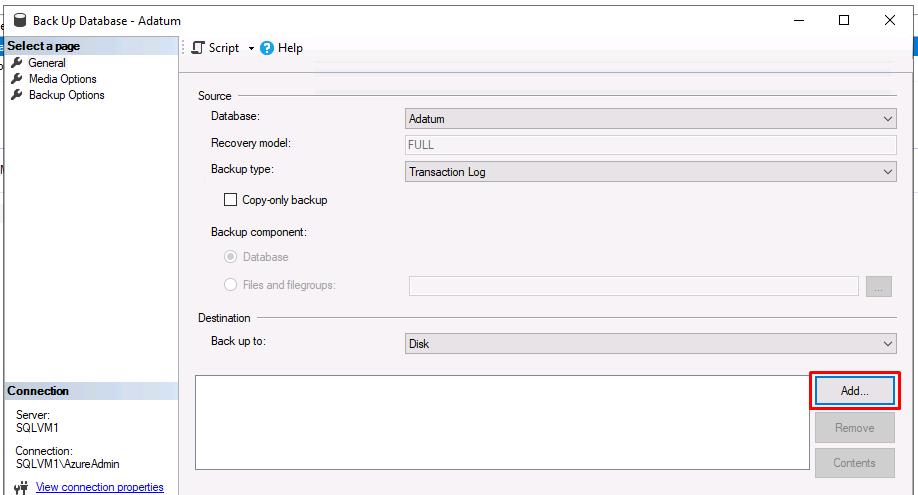 Back Up Database - Adatum
Select a page
General
Media Options
Backup Options
Script
Help
Source
Database:
Adatum
Recovery model:
FULL
Backup type:
Transaction Log
Copy-only backup
Backup component:
Database
Files and filegroups:
...
Destination
Back up to:
Disk
Add...
Remove
Contents
Connection
Server:
SQLVM1
Connection:
SQLVM1\AzureAdmin
View connection properties